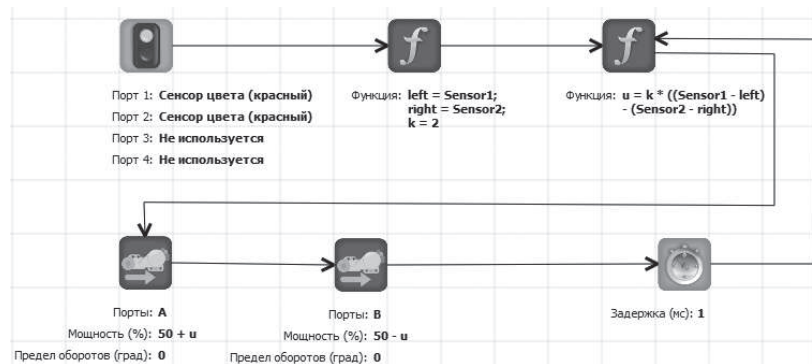 f
f
Порт 1: Сенсор цвета (красный)
Порт 2: Сенсор цвета (красный)
Порт 3: Не используется
Порт 4: Не используется
Функция: left = Sensor1;
right = Sensor2;
k = 2
Функция: u = k * ((Sensor1 - left)
- (Sensor2 - right))
Порты: A
Мощность (%): 50 + u
Предел оборотов (град): 0
Порты: B
Мощность (%): 50 - u
Предел оборотов (град): 0
Задержка (мс): 1